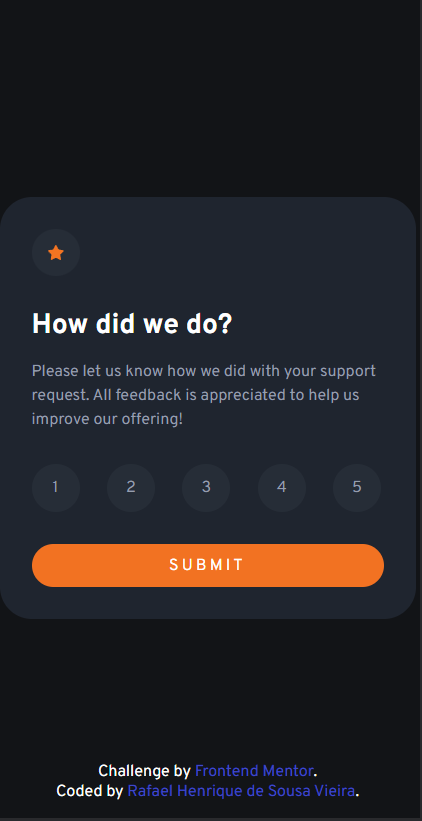 How did we do?
Please let us know how we did with your support
request. All feedback is appreciated to help us
improve our offering!
1 2 3 4 5
SUBMIT
Challenge by Frontend Mentor.
Coded by Rafael Henrique de Sousa Vieira.